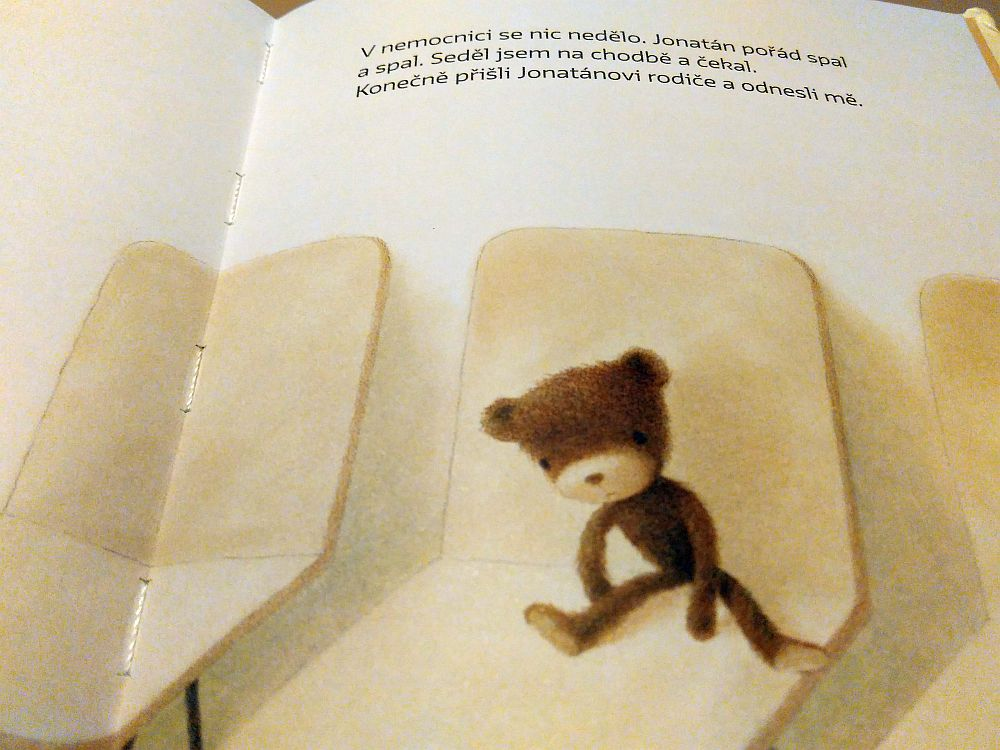 V nemocnici se nic nedělo. Jonatán pořád spal
a spal. Seděl jsem na chodbě a čekal.
Konečně přišli Jonatánovi rodiče a odnesli mě.